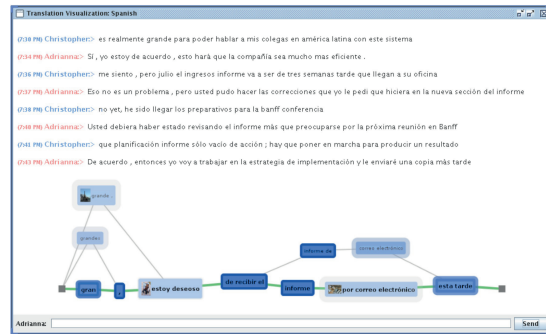 Translation Visualization: Spanish
(7:30 PM) Christopher:> es realmente grande para poder hablar a mis colegas en américa latina con este sistema
(7:34 PM) Adrianna:> Sí , yo estoy de acuerdo , esto hará que la compañía sea mucho mas eficiente .
(7:36 PM) Christopher:> me siento , pero julio el ingresos informe va a ser de tres semanas tarde que llegan a su oficina
(7:37 PM) Adrianna:> Eso no es un problema , pero usted pudo hacer las correcciones que yo le pedi que hiciera en la nueva sección del informe
(7:38 PM) Christopher:> no yet, he sido llegar los preparativos para la banff conferencia
(7:40 PM) Adrianna:> Usted debiera haber estado revisando el informe màs que preocuparse por la pròxima reunión en Banff
(7:41 PM) Christopher:> que planificación informe sólo vacío de acción ; hay que poner en marcha para producir un resultado
(7:43 PM) Adrianna:> De acuerdo , entonces yo voy a trabajar en la estrategia de implementación y le enviaré una copia màs tarde
grande
grandes
informe de
correo electrónico
gran , estoy deseoso de recibir el informe por correo electrónico esta tarde
Adrianna: Send